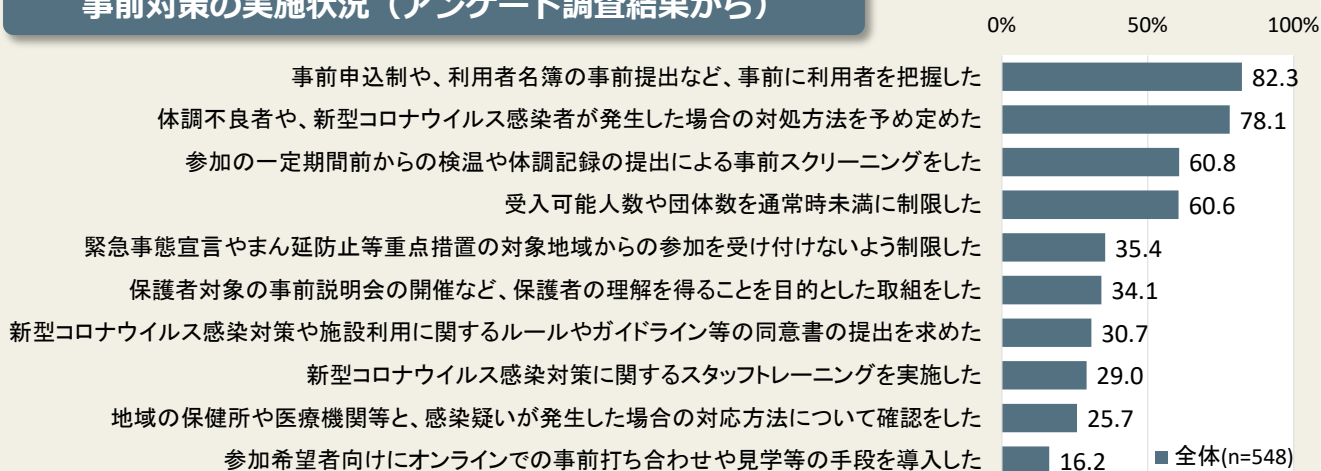 事前対策の実施状況（アンケート調査結果から）
0% 50% 100%
事前申込制や、利用者名簿の事前提出など、事前に利用者を把握した 82.3
体調不良者や、新型コロナウイルス感染者が発生した場合の対処方法を予め定めた 78.1
参加の一定期間前からの検温や体調記録の提出による事前スクリーニングをした 60.8
受入可能人数や団体数を通常時未満に制限した 60.6
緊急事態宣言やまん延防止等重点措置の対象地域からの参加を受け付けないよう制限した 35.4
保護者対象の事前説明会の開催など、保護者の理解を得ることを目的とした取組をした 34.1
新型コロナウイルス感染対策や施設利用に関するルールやガイドライン等の同意書の提出を求めた 30.7
新型コロナウイルス感染対策に関するスタッフトレーニングを実施した 29.0
地域の保健所や医療機関等と、感染疑いが発生した場合の対応方法について確認をした 25.7
参加希望者向けにオンラインでの事前打ち合わせや見学等の手段を導入した 16.2
全体(n=548)